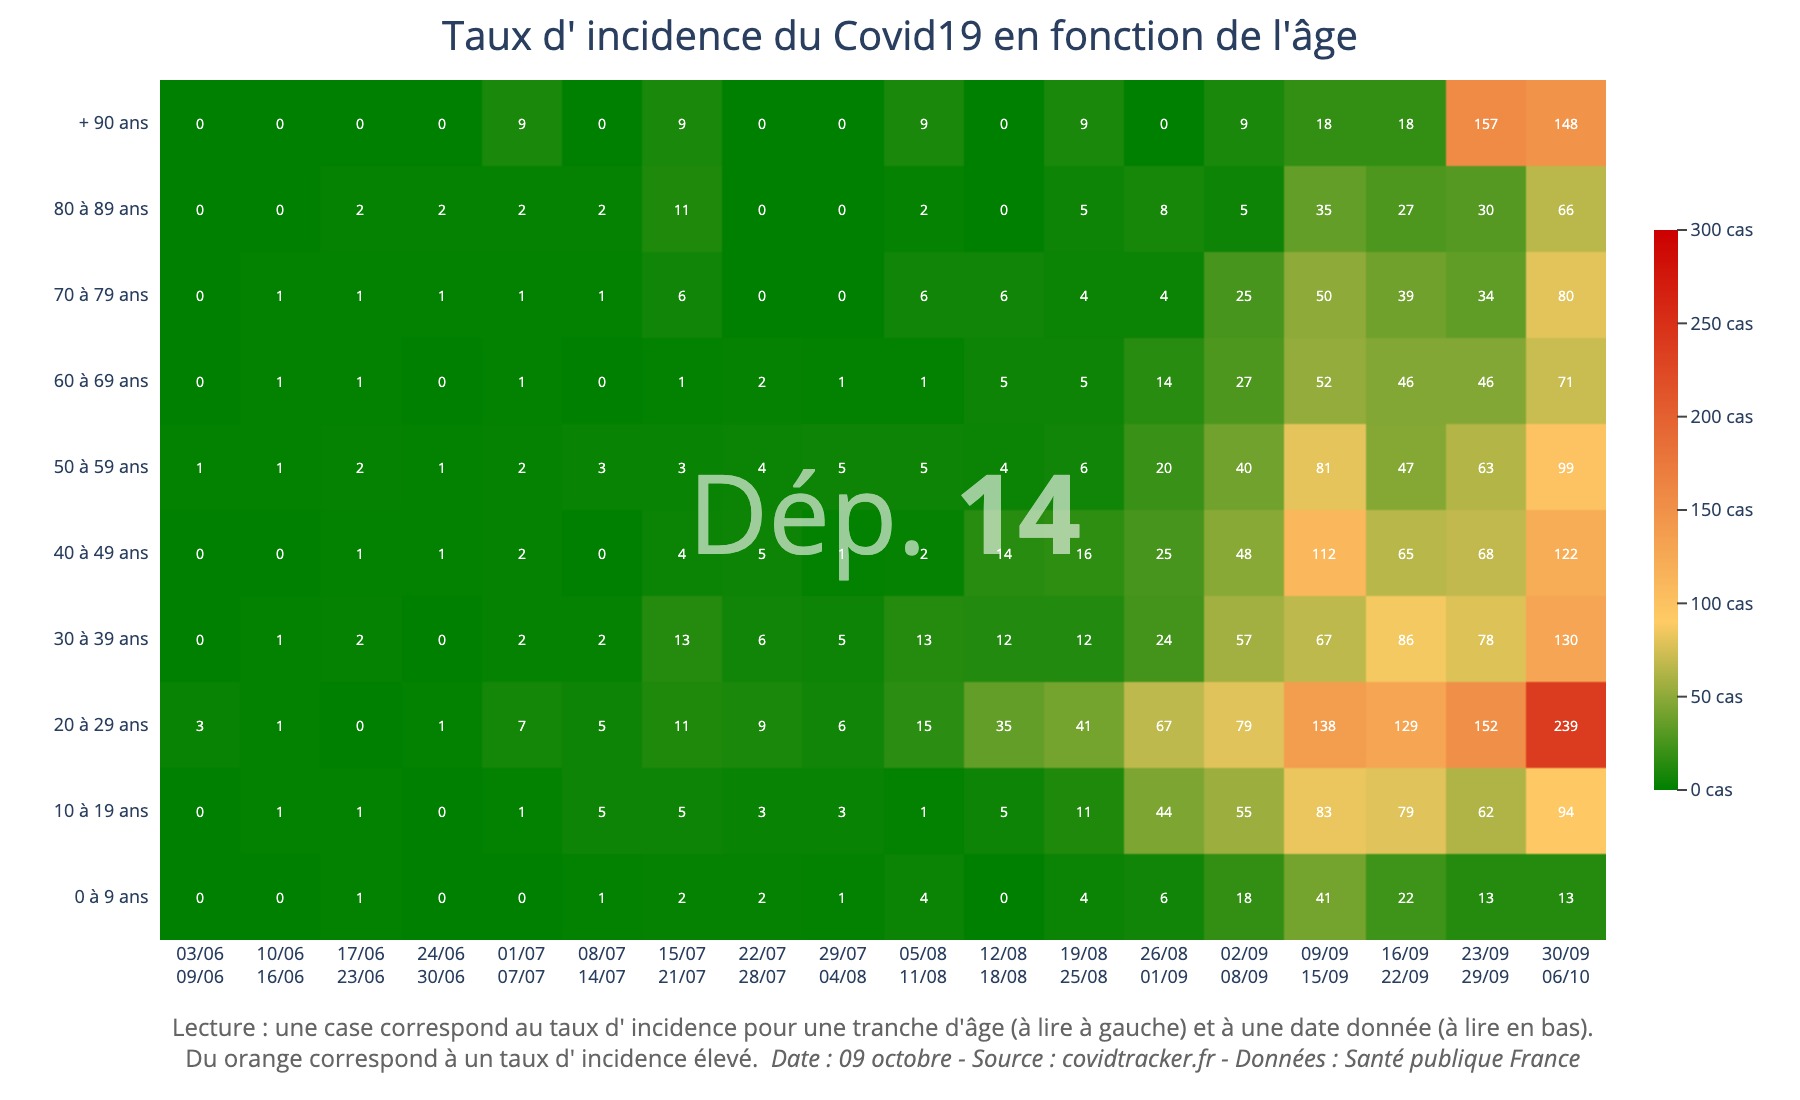 Taux d' incidence du Covid19 en fonction de l'âge
+ 90 ans 0 0 0 0 9 0 9 0 0 9 0 9 0 9 18 18 157 148
80 à 89 ans 0 0 2 2 2 2 11 0 0 2 0 5 8 5 35 27 30 66
70 à 79 ans 0 1 1 1 1 1 6 0 0 6 6 4 4 25 50 39 34 80
60 à 69 ans 0 1 1 0 1 0 1 2 1 1 5 5 14 27 52 46 46 71
50 à 59 ans 1 1 2 1 2 3 3 4 5 5 4 6 20 40 81 47 63 99
Dép. 14
40 à 49 ans 0 0 1 1 2 0 4 5 1 2 14 16 25 48 112 65 68 122
30 à 39 ans 0 1 2 0 2 2 13 6 5 13 12 12 24 57 67 86 78 130
20 à 29 ans 3 1 0 1 7 5 11 9 6 15 35 41 67 79 138 129 152 239
10 à 19 ans 0 1 1 0 1 5 5 3 3 1 5 11 44 55 83 79 62 94
0 à 9 ans 0 0 1 0 0 1 2 2 1 4 0 4 6 18 41 22 13 13
03/06 10/06 17/06 24/06 01/07 08/07 15/07 22/07 29/07 05/08 12/08 19/08 26/08 02/09 09/09 16/09 23/09 30/09
09/06 16/06 23/06 30/06 07/07 14/07 21/07 28/07 04/08 11/08 18/08 25/08 01/09 08/09 15/09 22/09 29/09 06/10
300 cas
250 cas
200 cas
150 cas
100 cas
50 cas
0 cas
Lecture : une case correspond au taux d' incidence pour une tranche d'âge (à lire à gauche) et à une date donnée (à lire en bas).
Du orange correspond à un taux d' incidence élevé. Date : 09 octobre - Source : covidtracker.fr - Données : Santé publique France